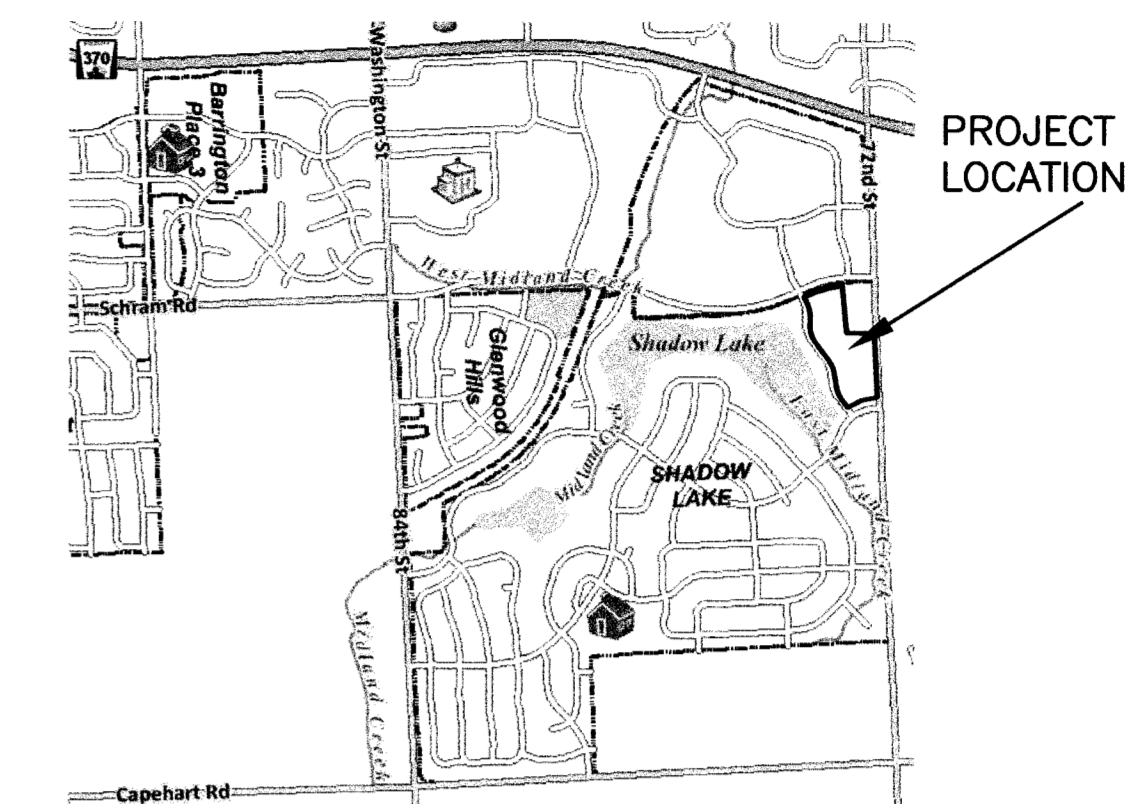 370
Washington St
Barrington
Place 3
72nd St
PROJECT
LOCATION
West Midland Creek
Schram Rd
Glenwood
Hills
Shadow Lake
East Midland Creek
Midland Creek
SHADOW
LAKE
84th St
Midland Creek
Capehart Rd